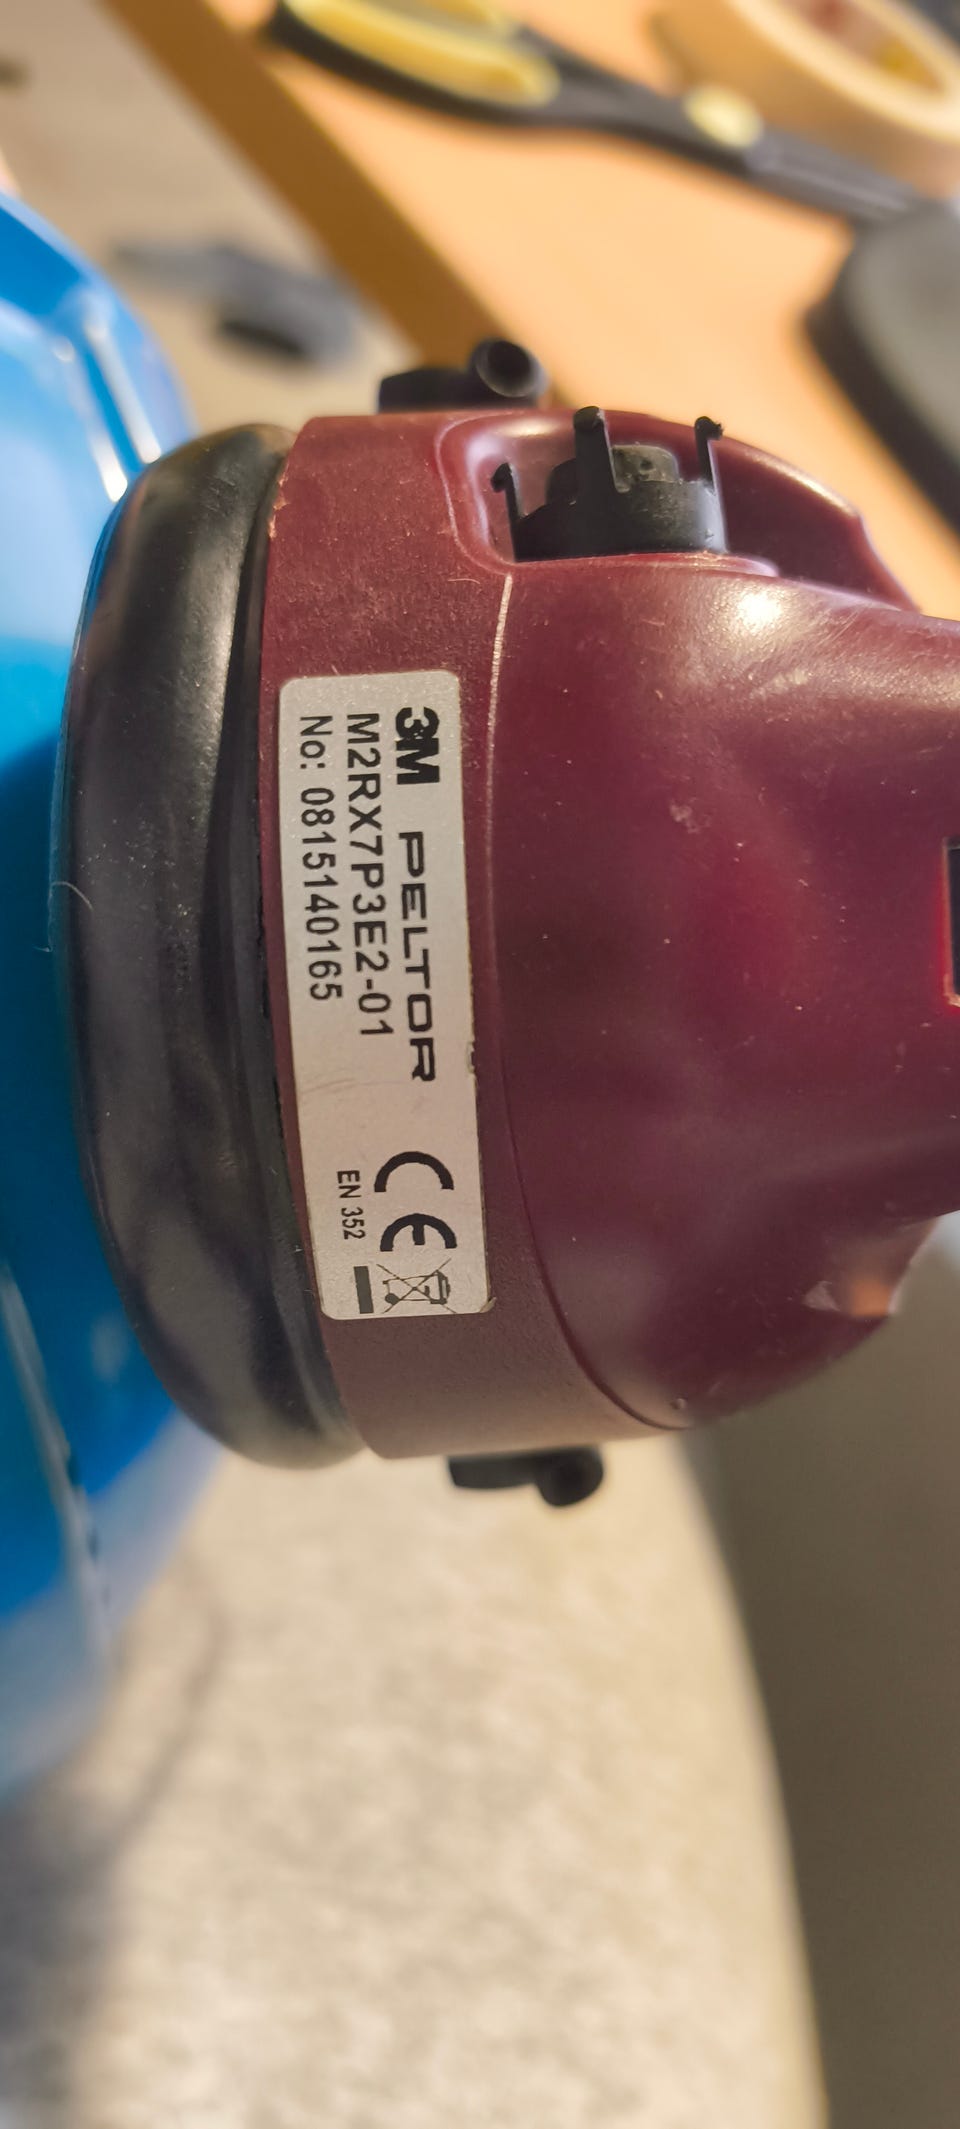 3M PELTOR
M2RX7P3E2-01
No: 0815140165
CE
EN 352